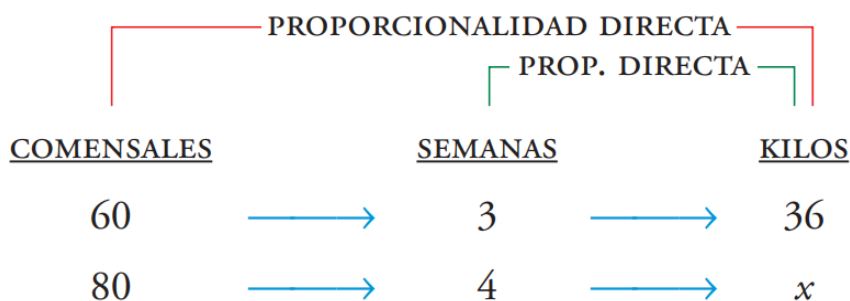 PROPORCIONALIDAD DIRECTA
PROP. DIRECTA
COMENSALES SEMANAS KILOS
60 3 36
80 4 x